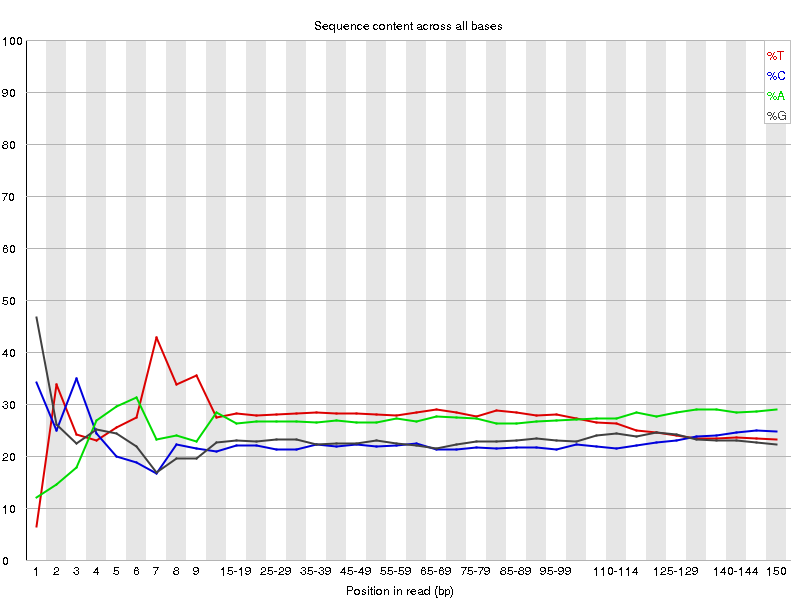 Sequence content across all bases
100
90
80
70
60
50
40
30
20
10
0
%T
%C
%A
%G
1 2 3 4 5 6 7 8 9 15-19 25-29 35-39 45-49 55-59 65-69 75-79 85-89 95-99 110-114 125-129 140-144 150
Position in read (bp)